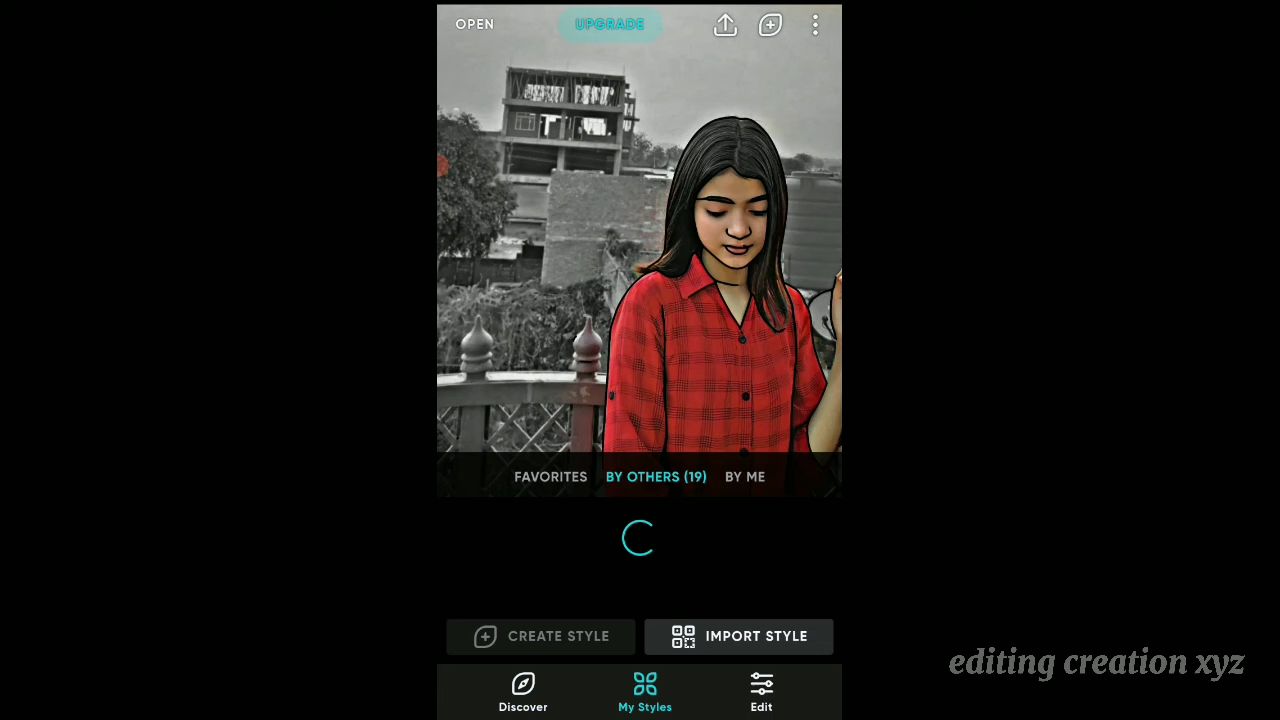 OPEN
UPGRADE
FAVORITES BY OTHERS (19) BY ME
CREATE STYLE IMPORT STYLE
editing creation xyz
Discover My Styles Edit